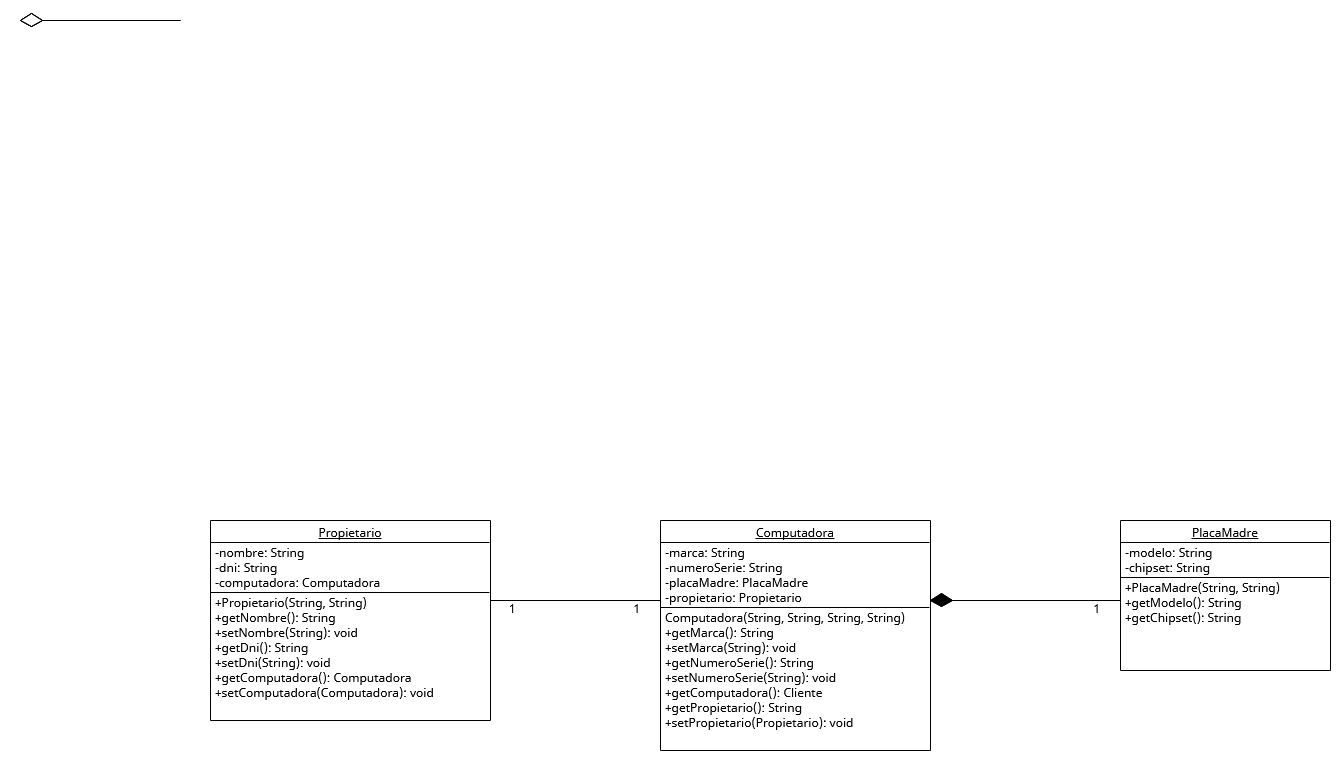 Propietario
-nombre: String
-dni: String
-computadora: Computadora
+Propietario(String, String)
+getNombre(): String
+setNombre(String): void
+getDni(): String
+setDni(String): void
+getComputadora(): Computadora
+setComputadora(Computadora): void
1
1
Computadora
-marca: String
-numeroSerie: String
-placaMadre: PlacaMadre
-propietario: Propietario
Computadora(String, String, String, String)
+getMarca(): String
+setMarca(String): void
+getNumeroSerie(): String
+setNumeroSerie(String): void
+getComputadora(): Cliente
+getPropietario(): String
+setPropietario(Propietario): void
1
PlacaMadre
-modelo: String
-chipset: String
+PlacaMadre(String, String)
+getModelo(): String
+getChipset(): String